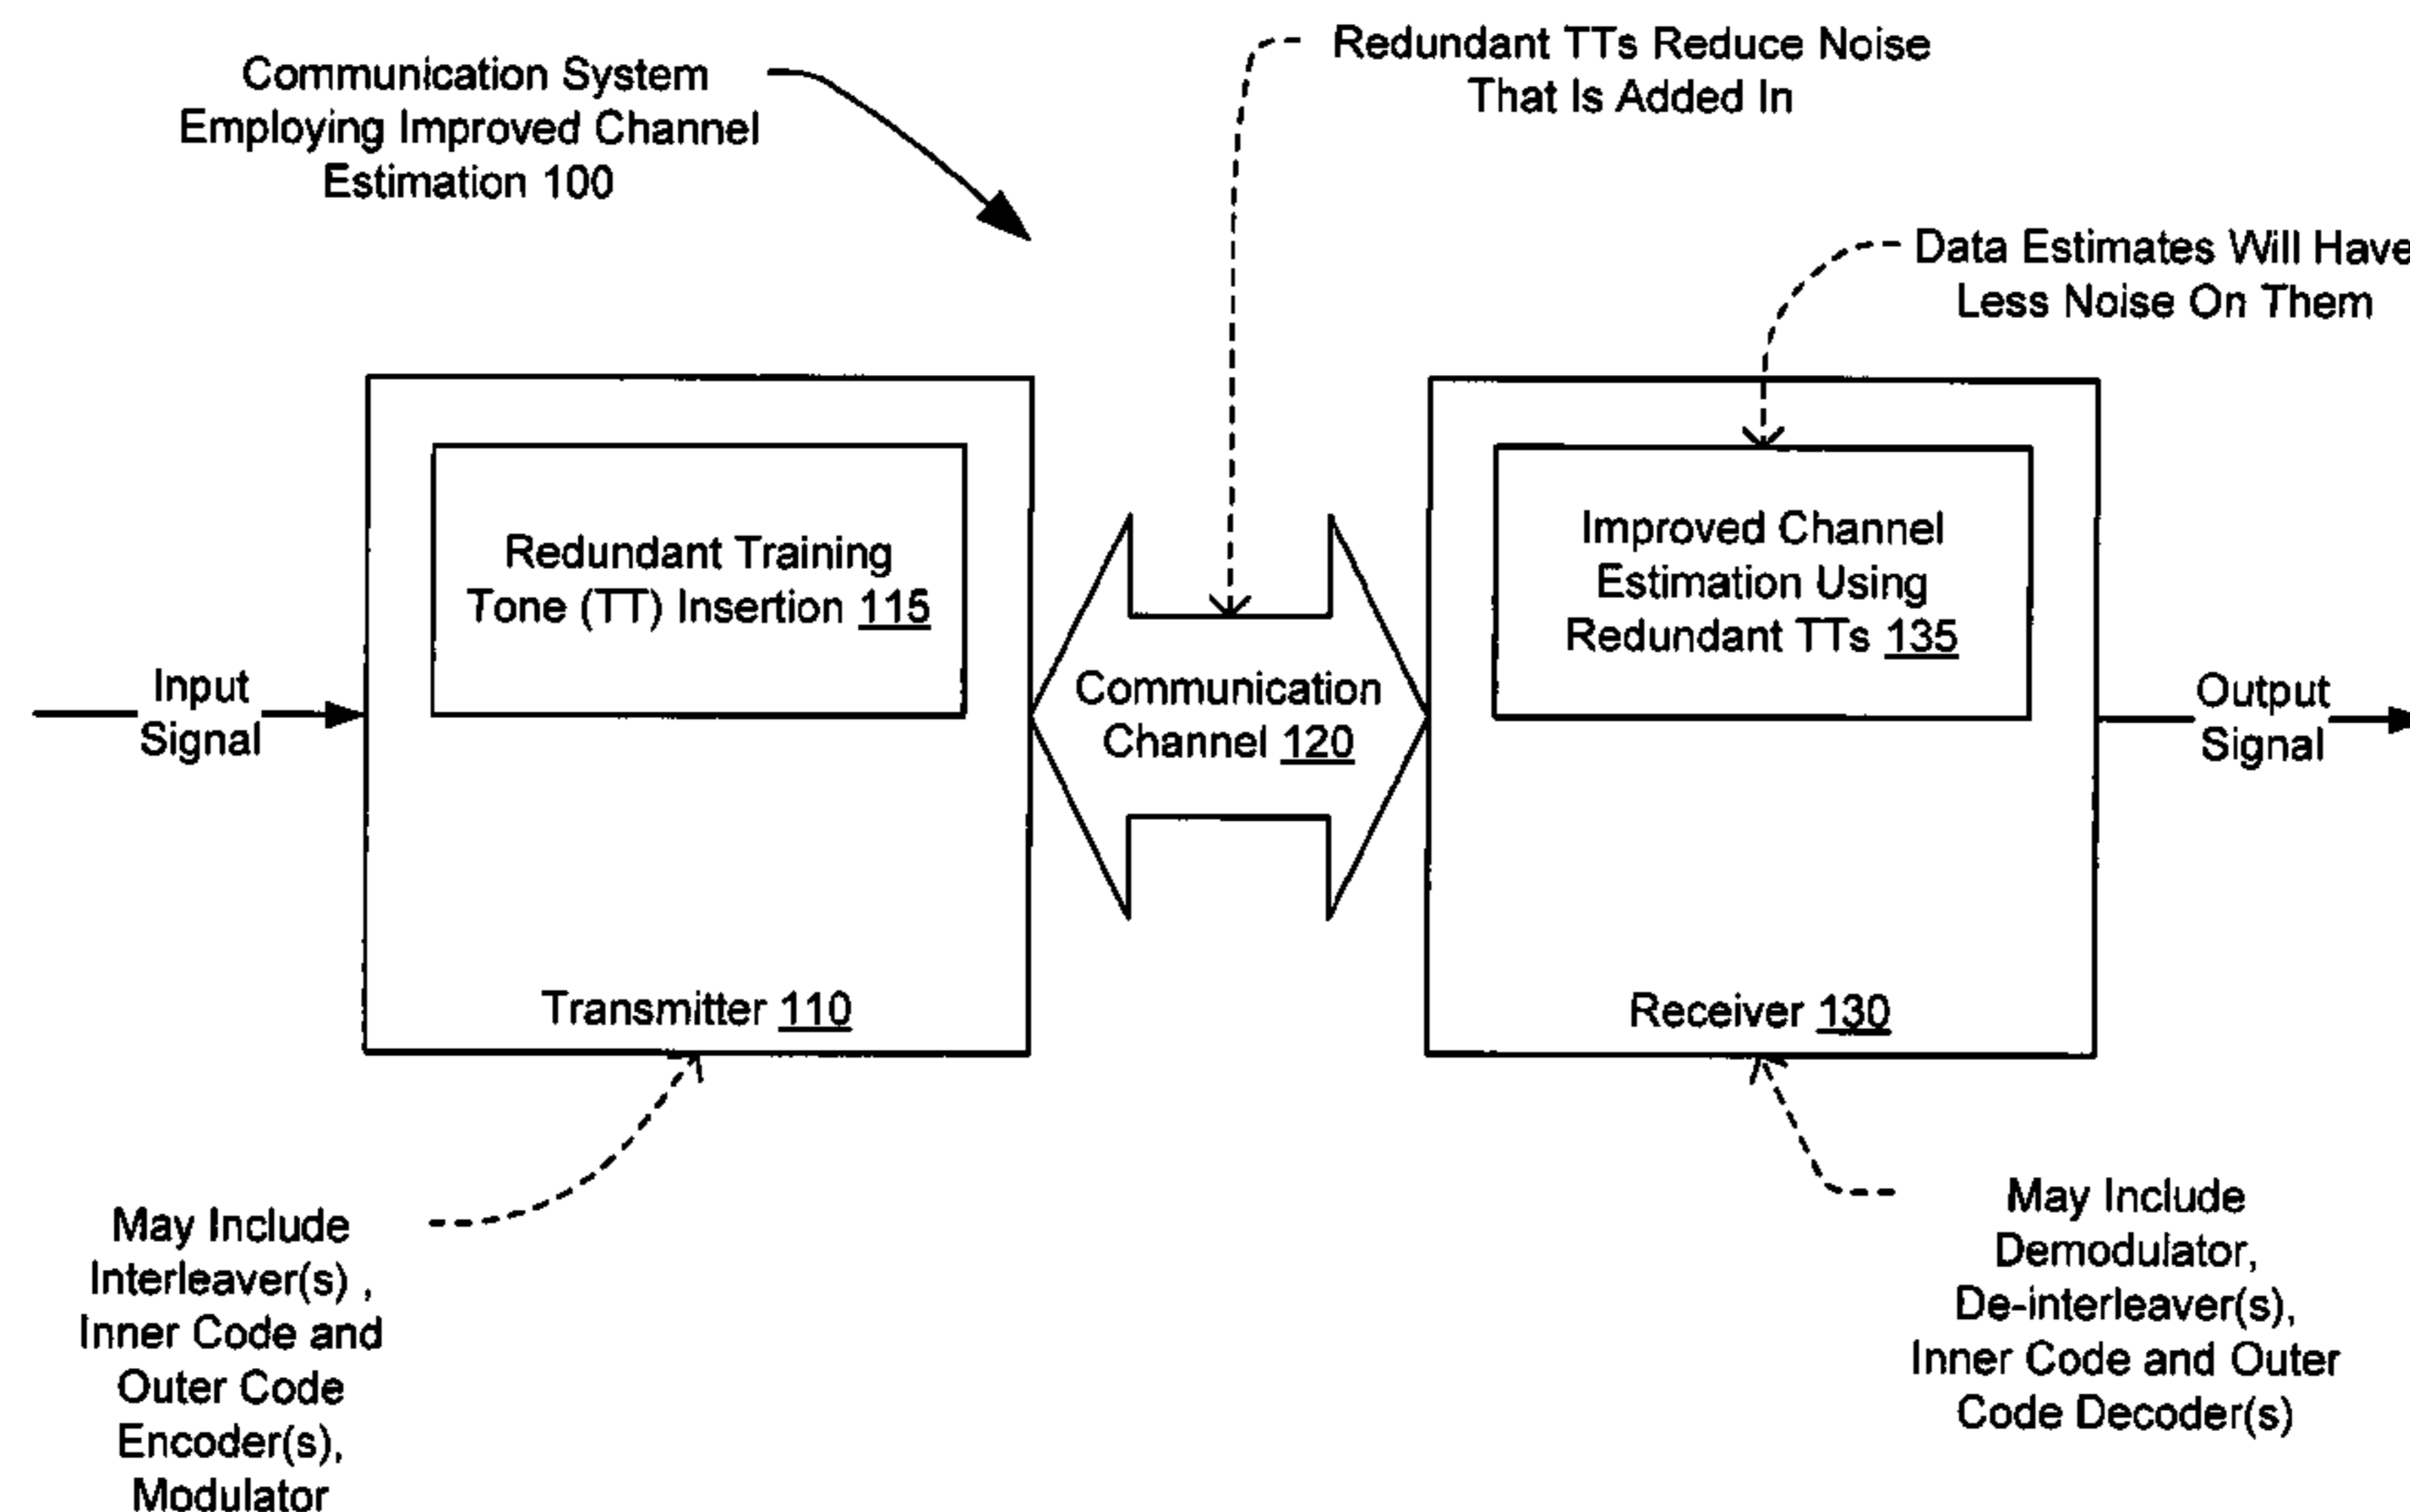 Communication System
Employing Improved Channel
Estimation 100
Redundant TTs Reduce Noise
That Is Added In
Data Estimates Will Have
Less Noise On Them
Redundant Training
Tone (TT) Insertion 115
Improved Channel
Estimation Using
Redundant TTs 135
Input
Signal
Communication
Channel 120
Output
Signal
Transmitter 110
Receiver 130
May Include
Interleaver(s) ,
Inner Code and
Outer Code
Encoder(s),
Modulator
May Include
Demodulator,
De-interleaver(s),
Inner Code and Outer
Code Decoder(s)